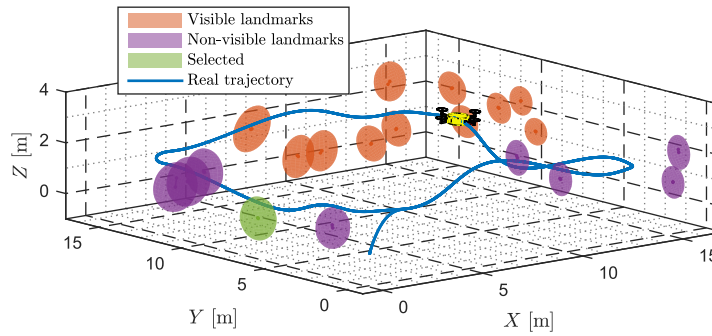 Visible landmarks
Non-visible landmarks
Selected
Real trajectory
4
2
0
Z [m]
15
10
5
0
Y [m]
0
5
10
15
X [m]